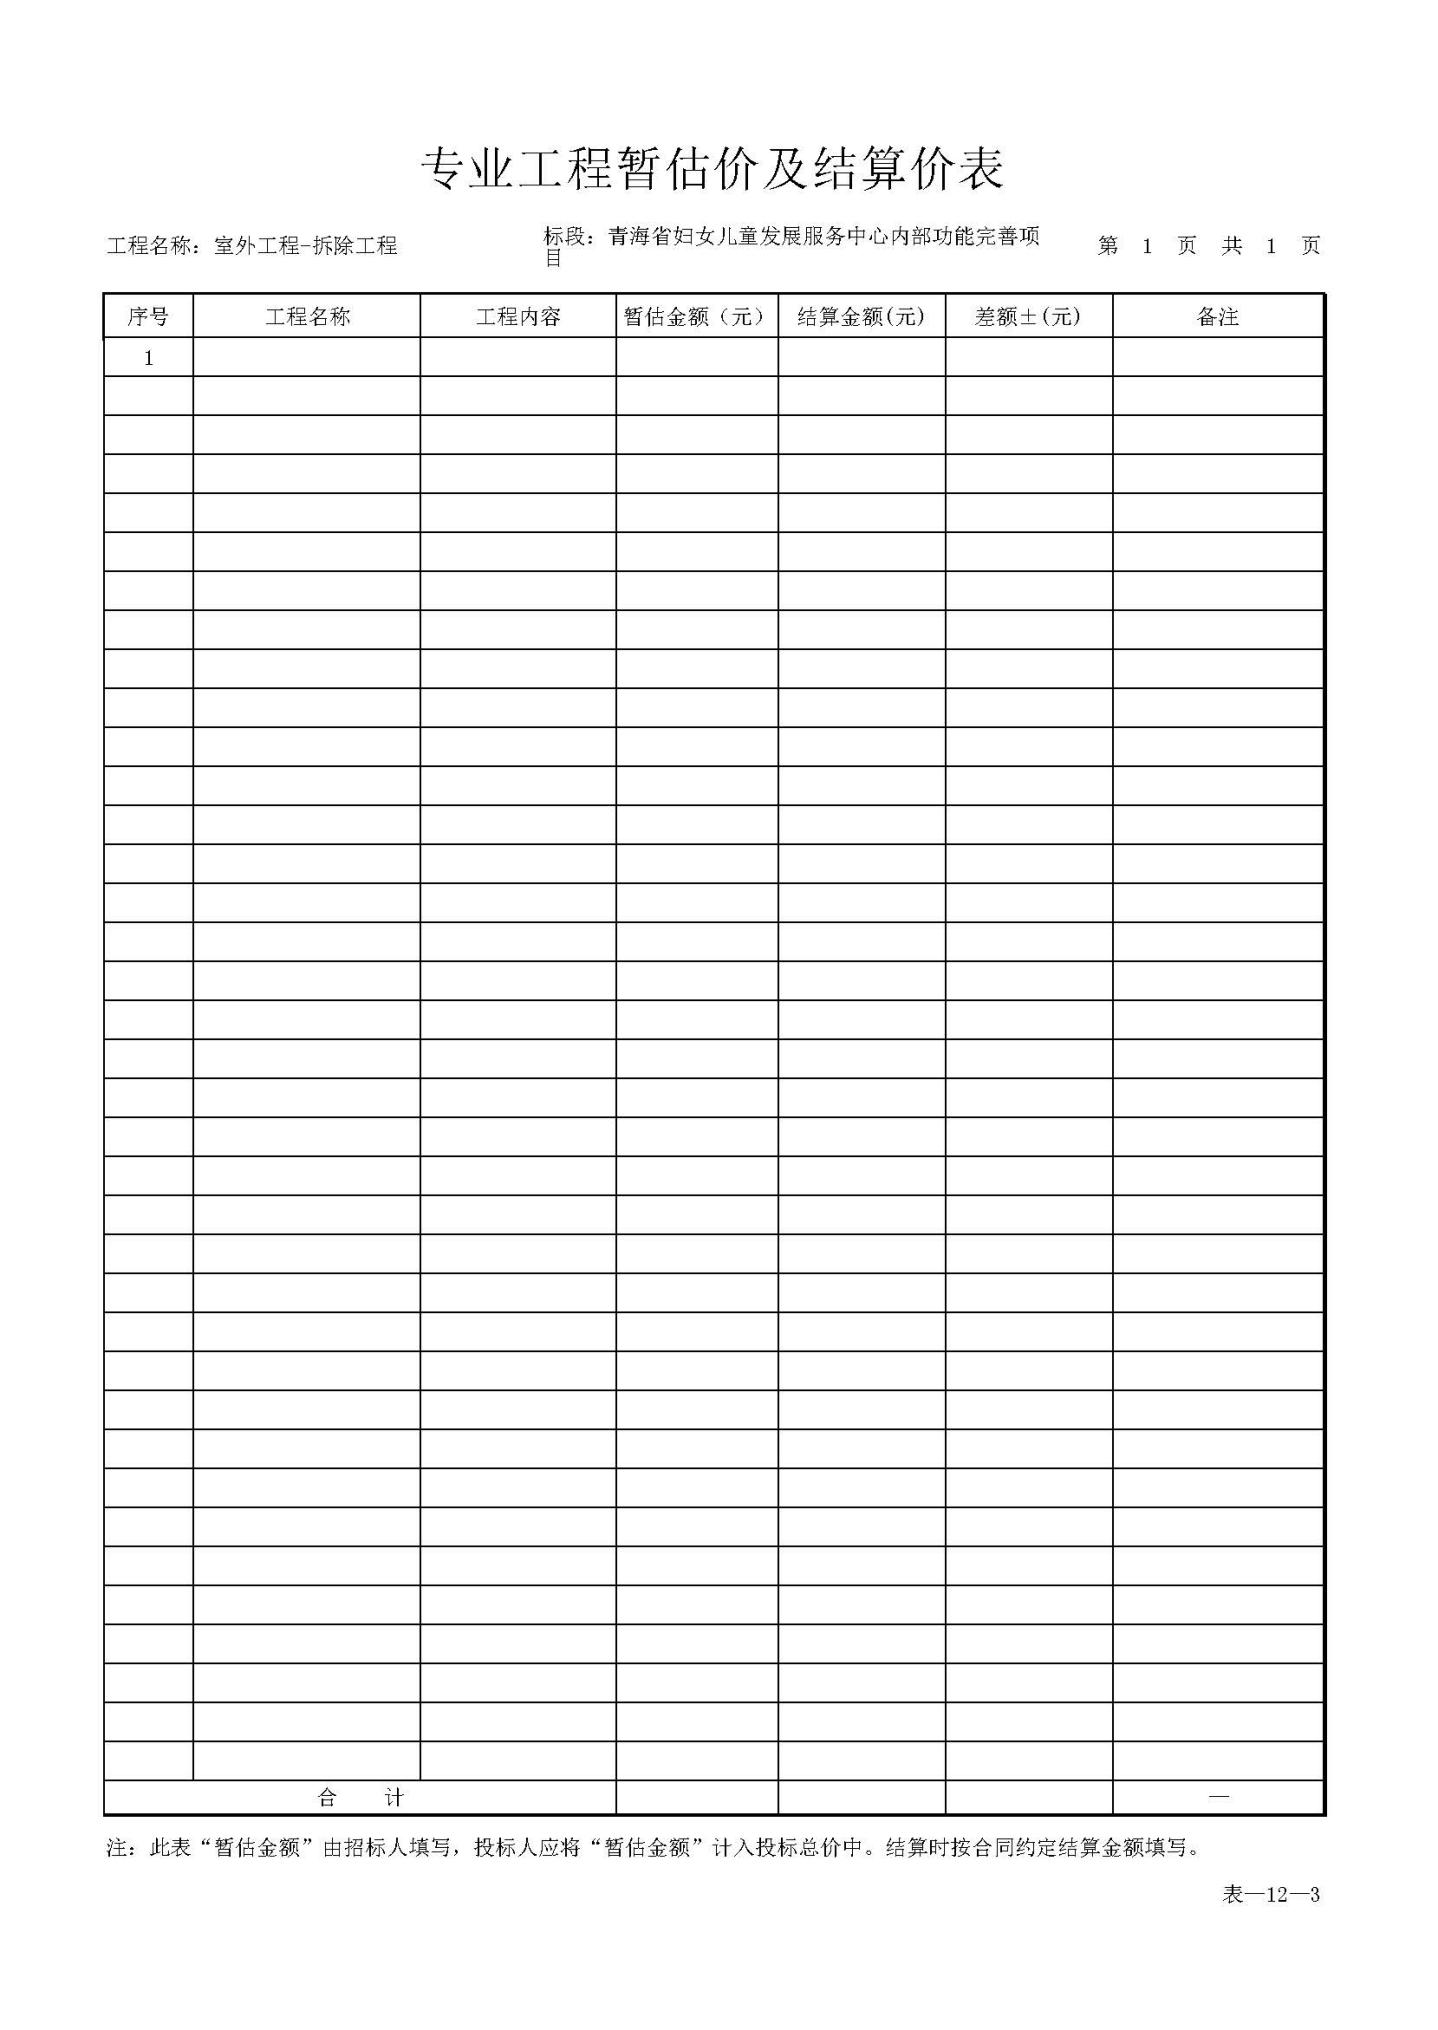 专业工程暂估价及结算价表
工程名称：室外工程-拆除工程
标段：青海省妇女儿童发展服务中心内部功能完善项
目
第 1 页 共 1 页
序号 工程名称 工程内容 暂估金额（元） 结算金额(元) 差额±(元) 备注
1
合 计 —
注：此表“暂估金额”由招标人填写，投标人应将“暂估金额”计入投标总价中。结算时按合同约定结算金额填写。
表—12—3